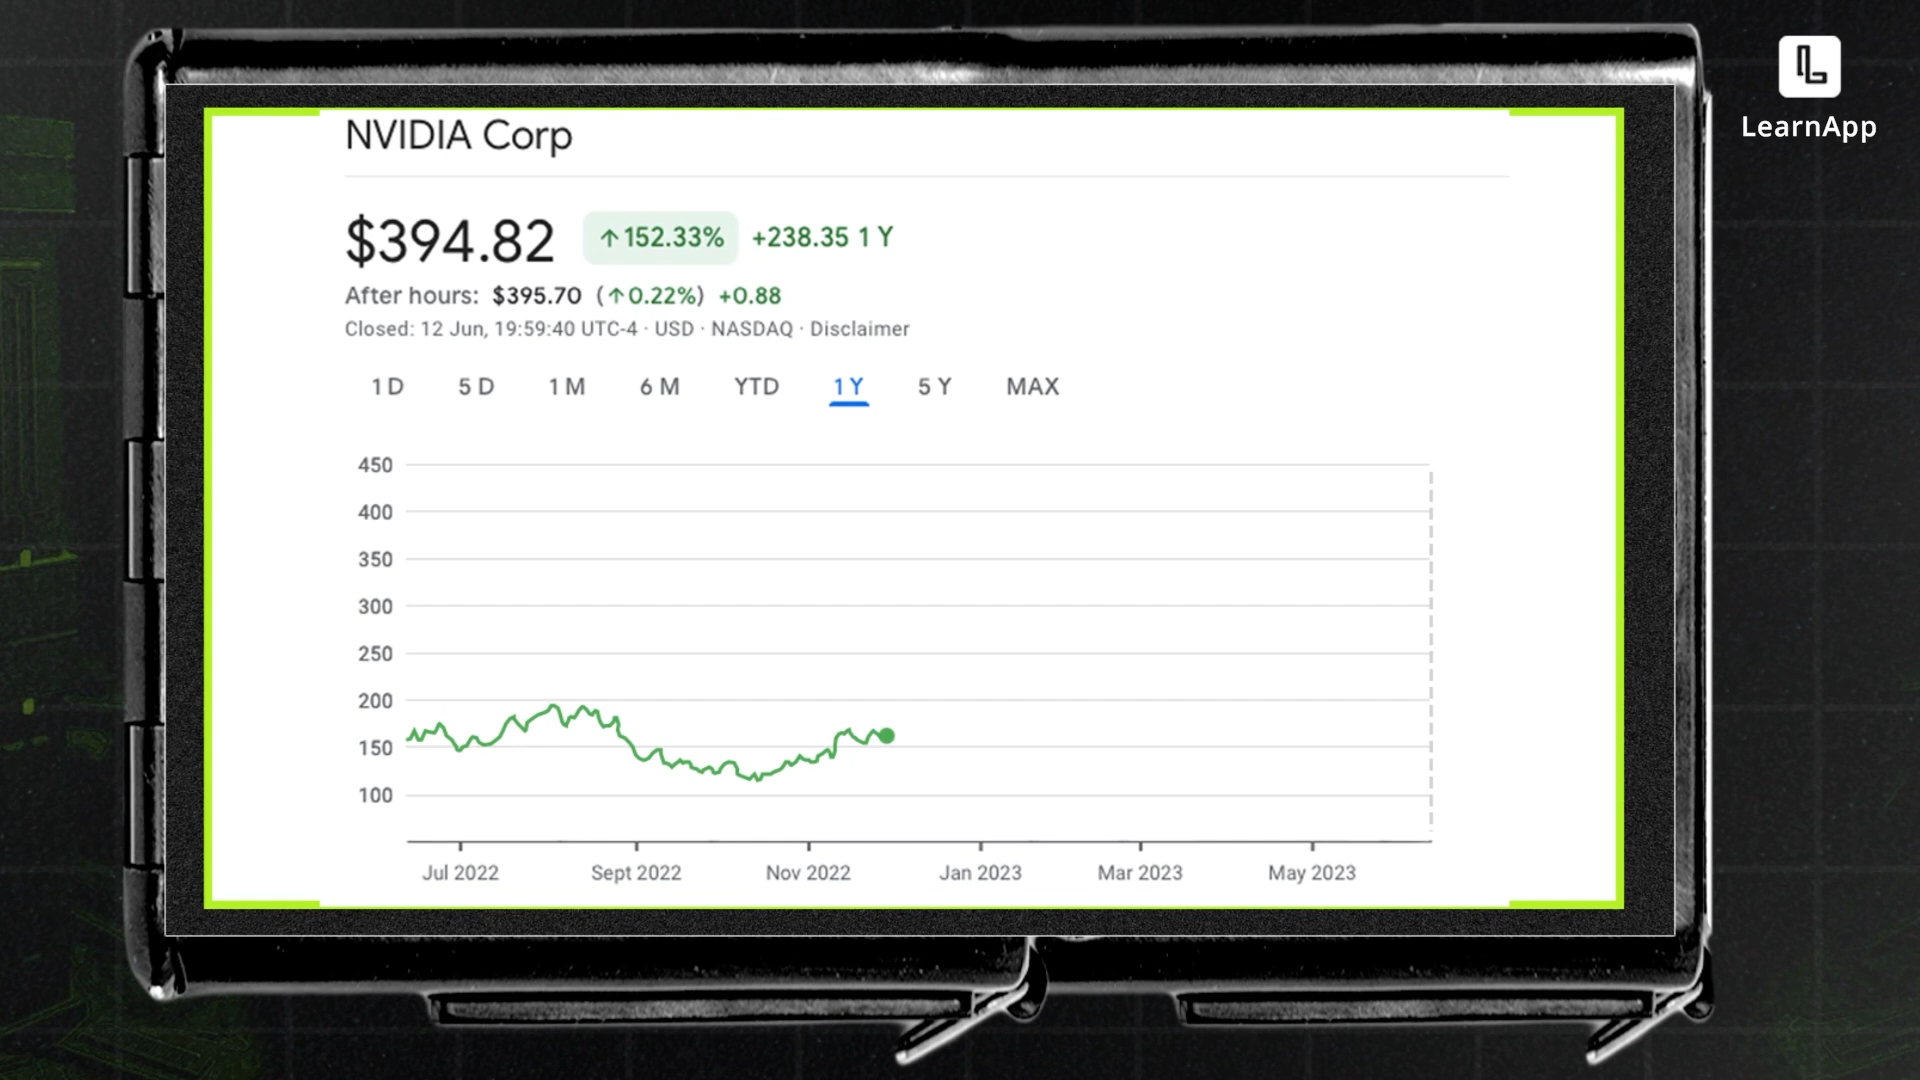 LearnApp
NVIDIA Corp
$394.82 ↑152.33% +238.35 1 Y
After hours: $395.70 (↑0.22%) +0.88
Closed: 12 Jun, 19:59:40 UTC-4 · USD · NASDAQ · Disclaimer
1 D 5 D 1 M 6 M YTD 1 Y 5 Y MAX
450
400
350
300
250
200
150
100
Jul 2022 Sept 2022 Nov 2022 Jan 2023 Mar 2023 May 2023